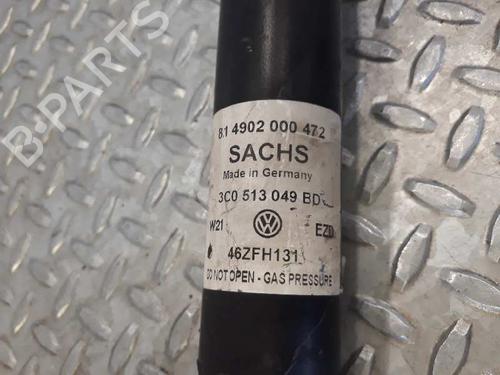 B-PARTS
81 4902 000 472
SACHS
Made in Germany
3C0 513 049 BD
W21 EZD
46ZFH131
DO NOT OPEN - GAS PRESSURE